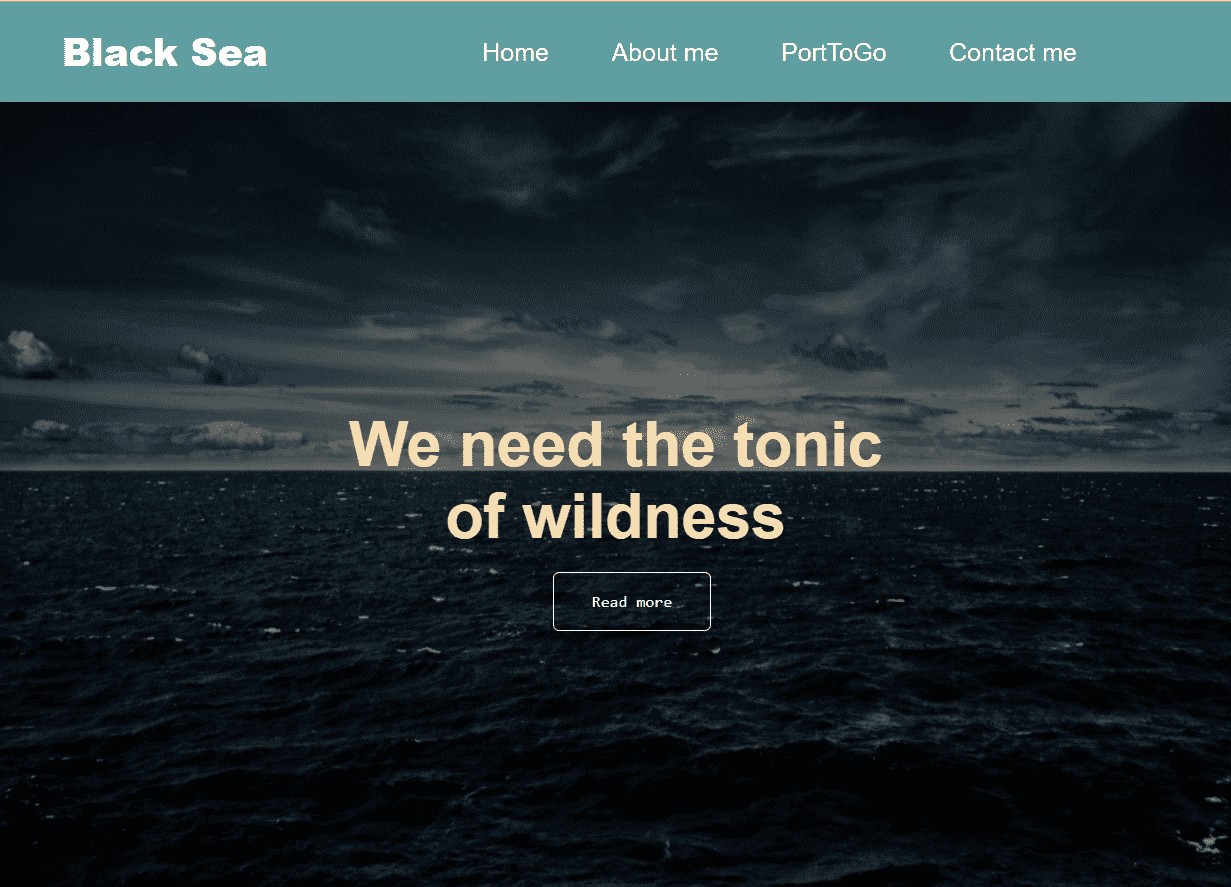 Black Sea
Home About me PortToGo Contact me
We need the tonic
of wildness
Read more